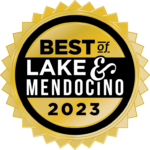 BEST of
LAKE &
MENDOCINO
2023